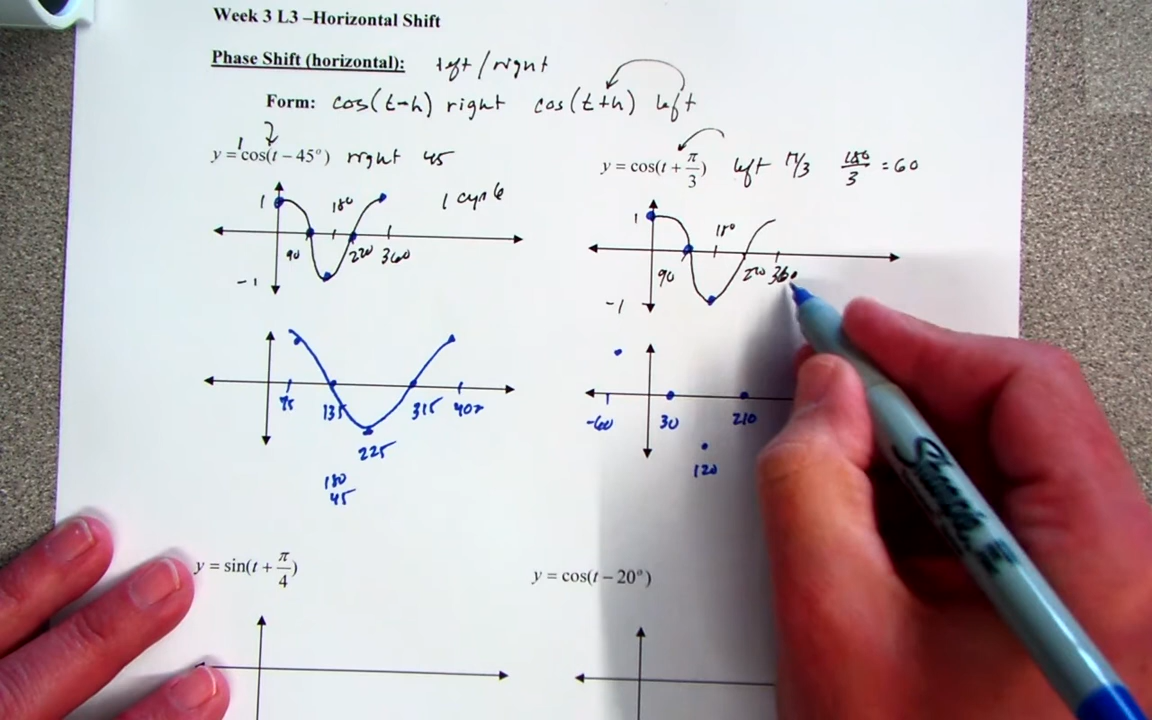 Week 3 L3 –Horizontal Shift
Phase Shift (horizontal): left/right
Form: cos(t-h) right cos(t+h) left
1
y = cos(t – 45°) right 45
y = cos(t + π/3) left π/3 180/3 = 60
1 180 1 cycle
90 270 360
-1
1 180
90 270 360
-1
45 135 315 405
225
180
45
-60 30 210
120
y = sin(t + π/4)
y = cos(t – 20°)
Sharpie